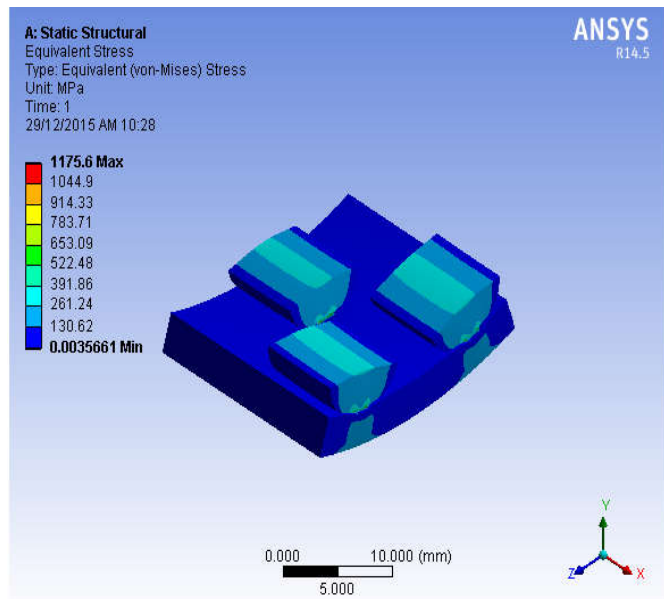 A: Static Structural
Equivalent Stress
Type: Equivalent (von-Mises) Stress
Unit: MPa
Time: 1
29/12/2015 AM 10:28
ANSYS
R14.5
1175.6 Max
1044.9
914.33
783.71
653.09
522.48
391.86
261.24
130.62
0.0035661 Min
0.000
10.000 (mm)
5.000
Y
Z
X